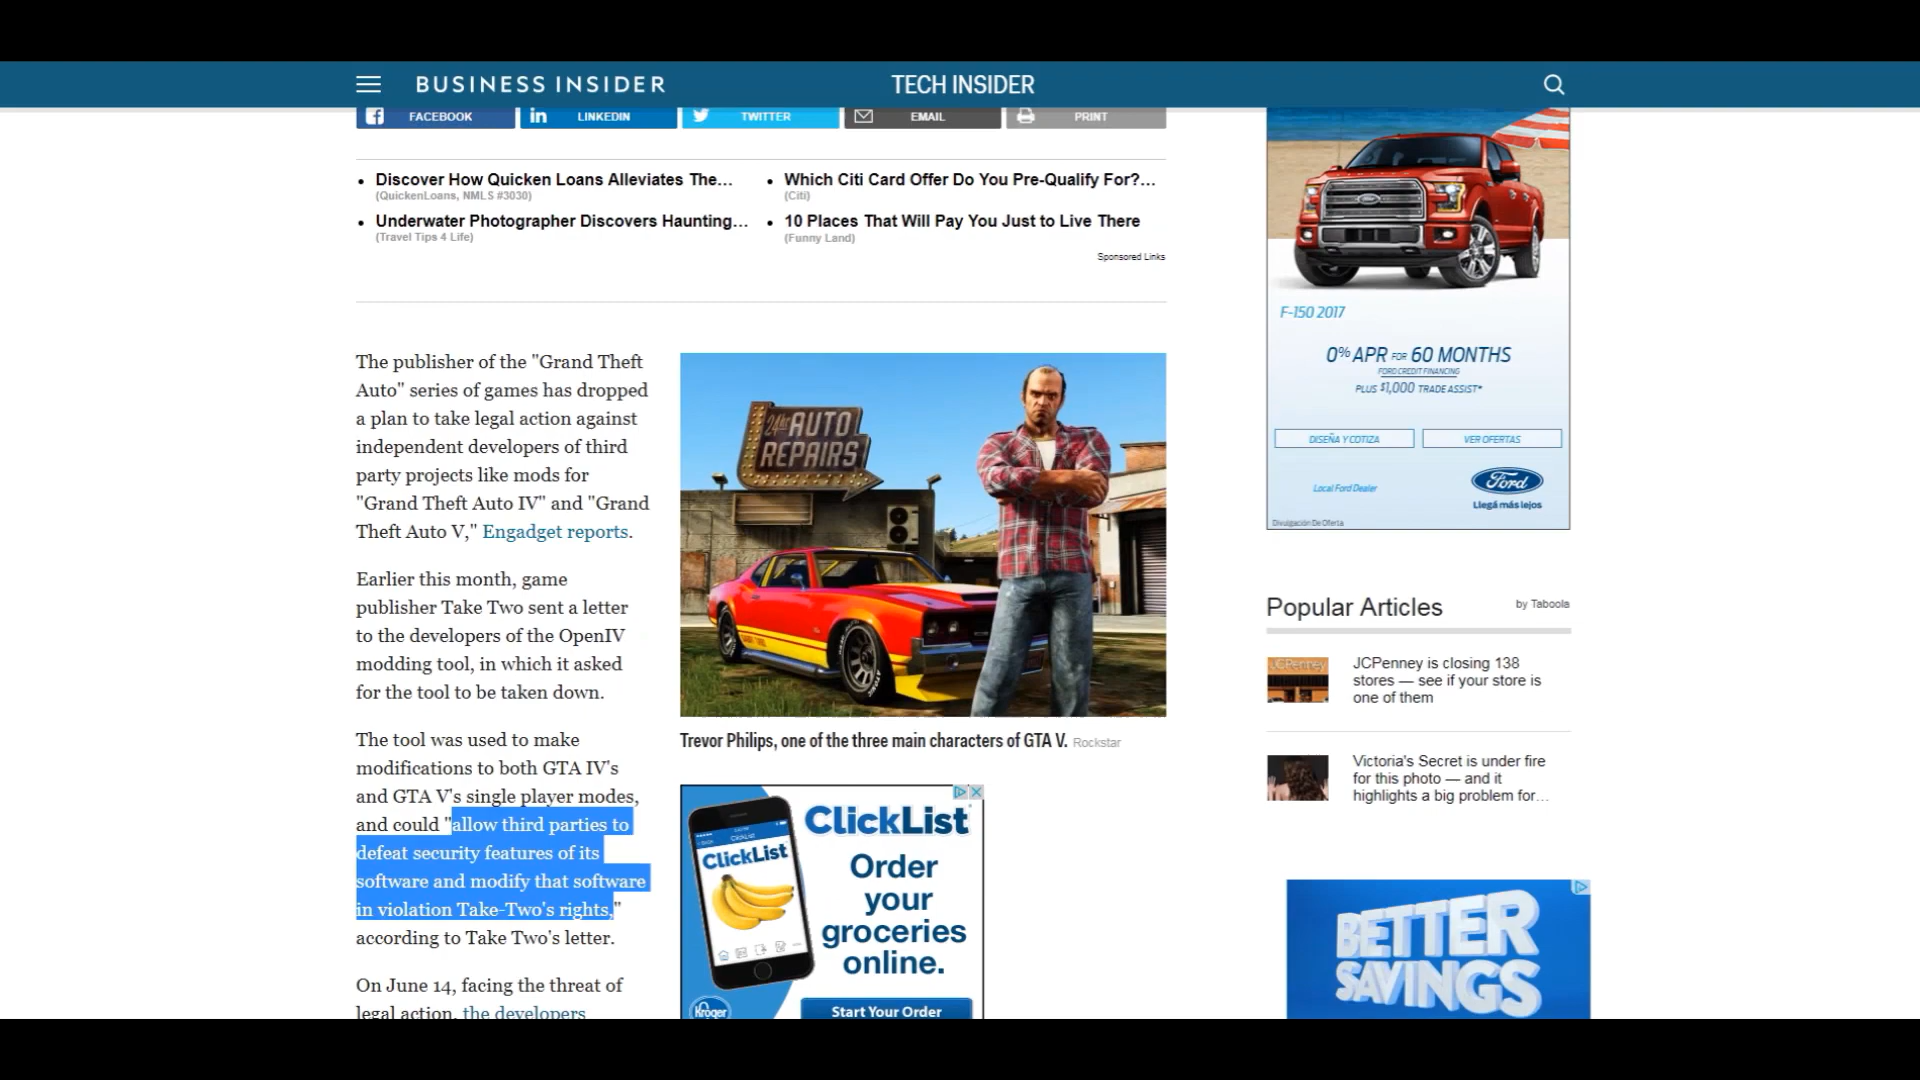 BUSINESS INSIDER
TECH INSIDER
FACEBOOK
LINKEDIN
TWITTER
EMAIL
PRINT
Discover How Quicken Loans Alleviates The...
(QuickenLoans, NMLS #3030)
Underwater Photographer Discovers Haunting...
(Travel Tips 4 Life)
Which Citi Card Offer Do You Pre-Qualify For?...
(Citi)
10 Places That Will Pay You Just to Live There
(Funny Land)
Sponsored Links
The publisher of the "Grand Theft
Auto" series of games has dropped
a plan to take legal action against
independent developers of third
party projects like mods for
"Grand Theft Auto IV" and "Grand
Theft Auto V," Engadget reports.
Earlier this month, game
publisher Take Two sent a letter
to the developers of the OpenIV
modding tool, in which it asked
for the tool to be taken down.
The tool was used to make
modifications to both GTA IV's
and GTA V's single player modes,
and could "allow third parties to
defeat security features of its
software and modify that software
in violation Take-Two's rights,"
according to Take Two's letter.
On June 14, facing the threat of
legal action, the developers
24hr AUTO
REPAIRS
Trevor Philips, one of the three main characters of GTA V. Rockstar
ClickList
ClickList
Order
your
groceries
online.
Kroger
Start Your Order
Ford
F-150 2017
0% APR FOR 60 MONTHS
FORD CREDIT FINANCING
PLUS $1,000 TRADE ASSIST*
DISEÑA Y COTIZA
VER OFERTAS
Local Ford Dealer
Ford
Llegá más lejos
Divulgación De Oferta
Popular Articles
by Taboola
JCPenney
JCPenney is closing 138
stores — see if your store is
one of them
Victoria's Secret is under fire
for this photo — and it
highlights a big problem for...
BETTER
SAVINGS